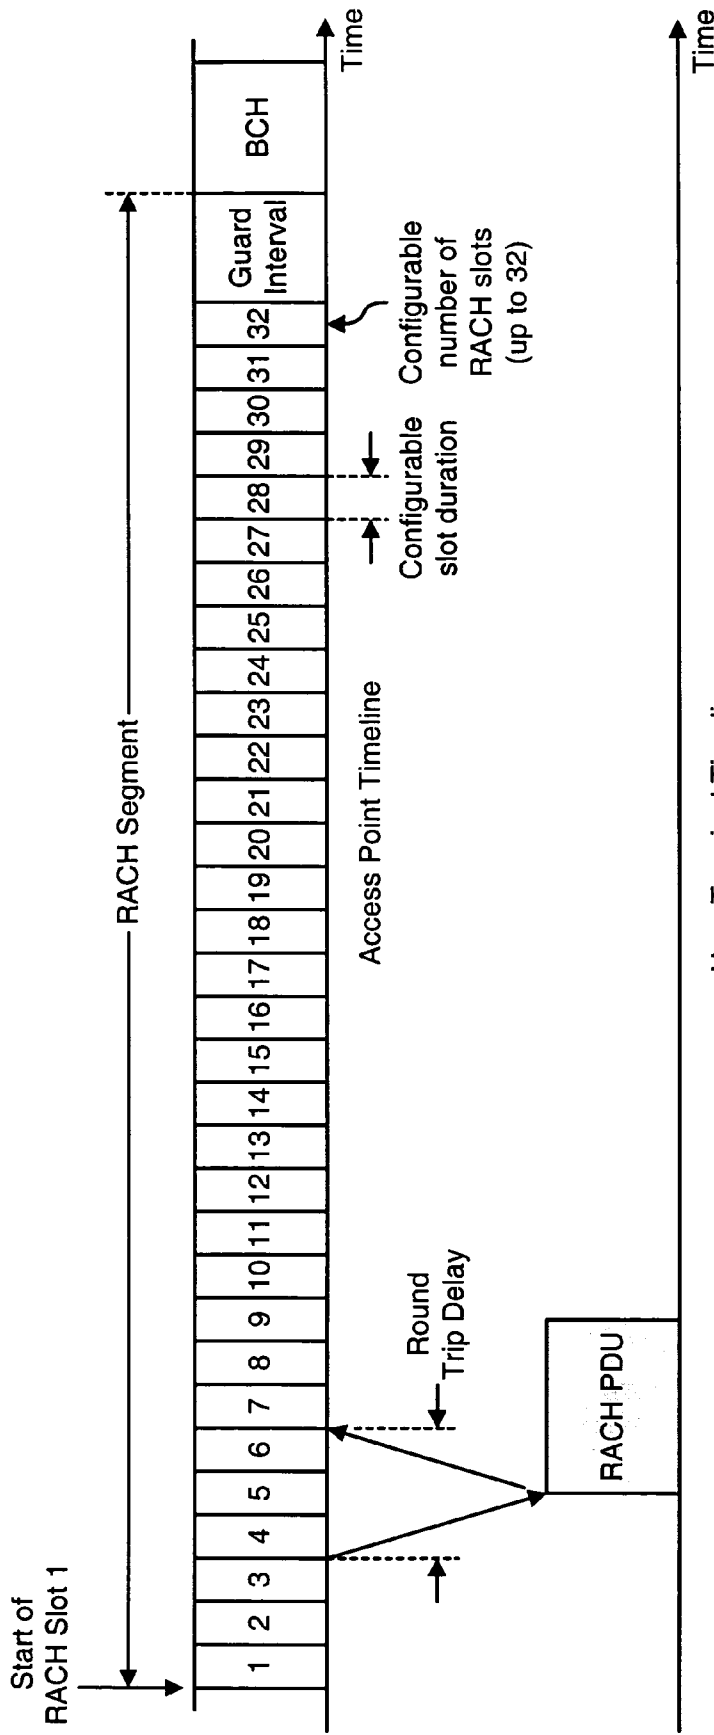 Start of
RACH Slot 1
RACH Segment
1 2 3 4 5 6 7 8 9 10 11 12 13 14 15 16 17 18 19 20 21 22 23 24 25 26 27 28 29 30 31 32
Guard
Interval
BCH
Time
Round
Trip Delay
Access Point Timeline
Configurable
slot duration
Configurable
number of
RACH slots
(up to 32)
RACH PDU
Time